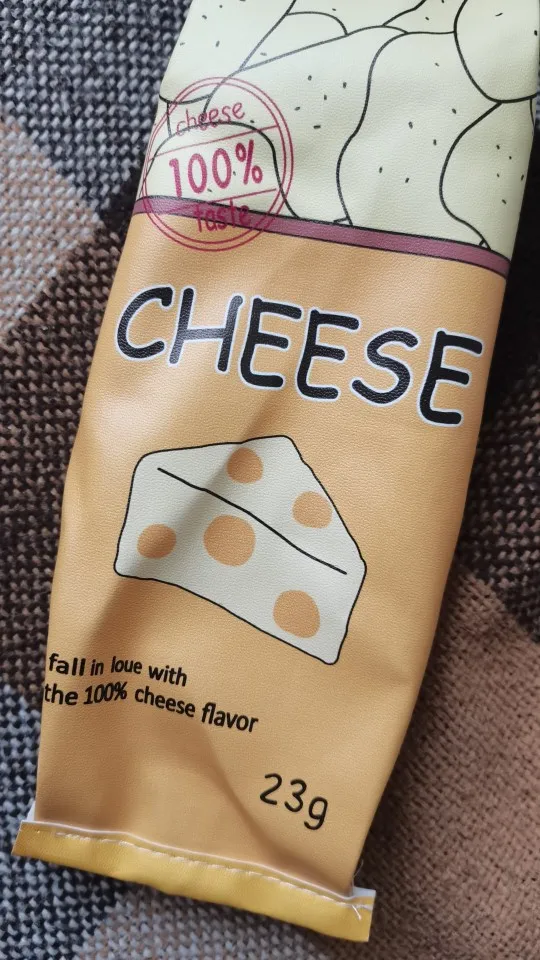 cheese
100%
taste
CHEESE
fall in loue with
the 100% cheese flavor
23g